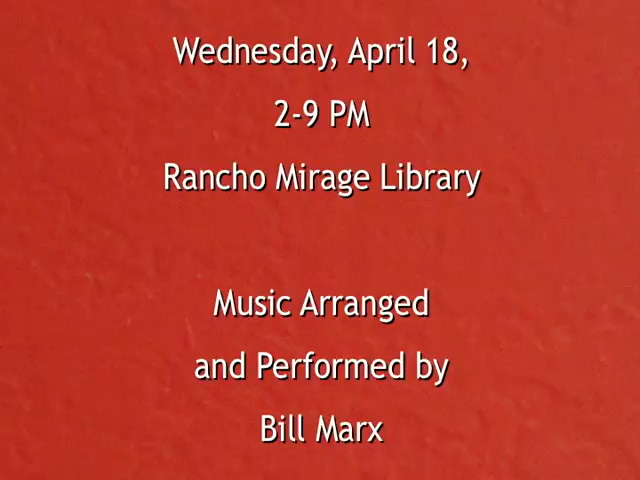 Wednesday, April 18,
2-9 PM
Rancho Mirage Library
Music Arranged
and Performed by
Bill Marx